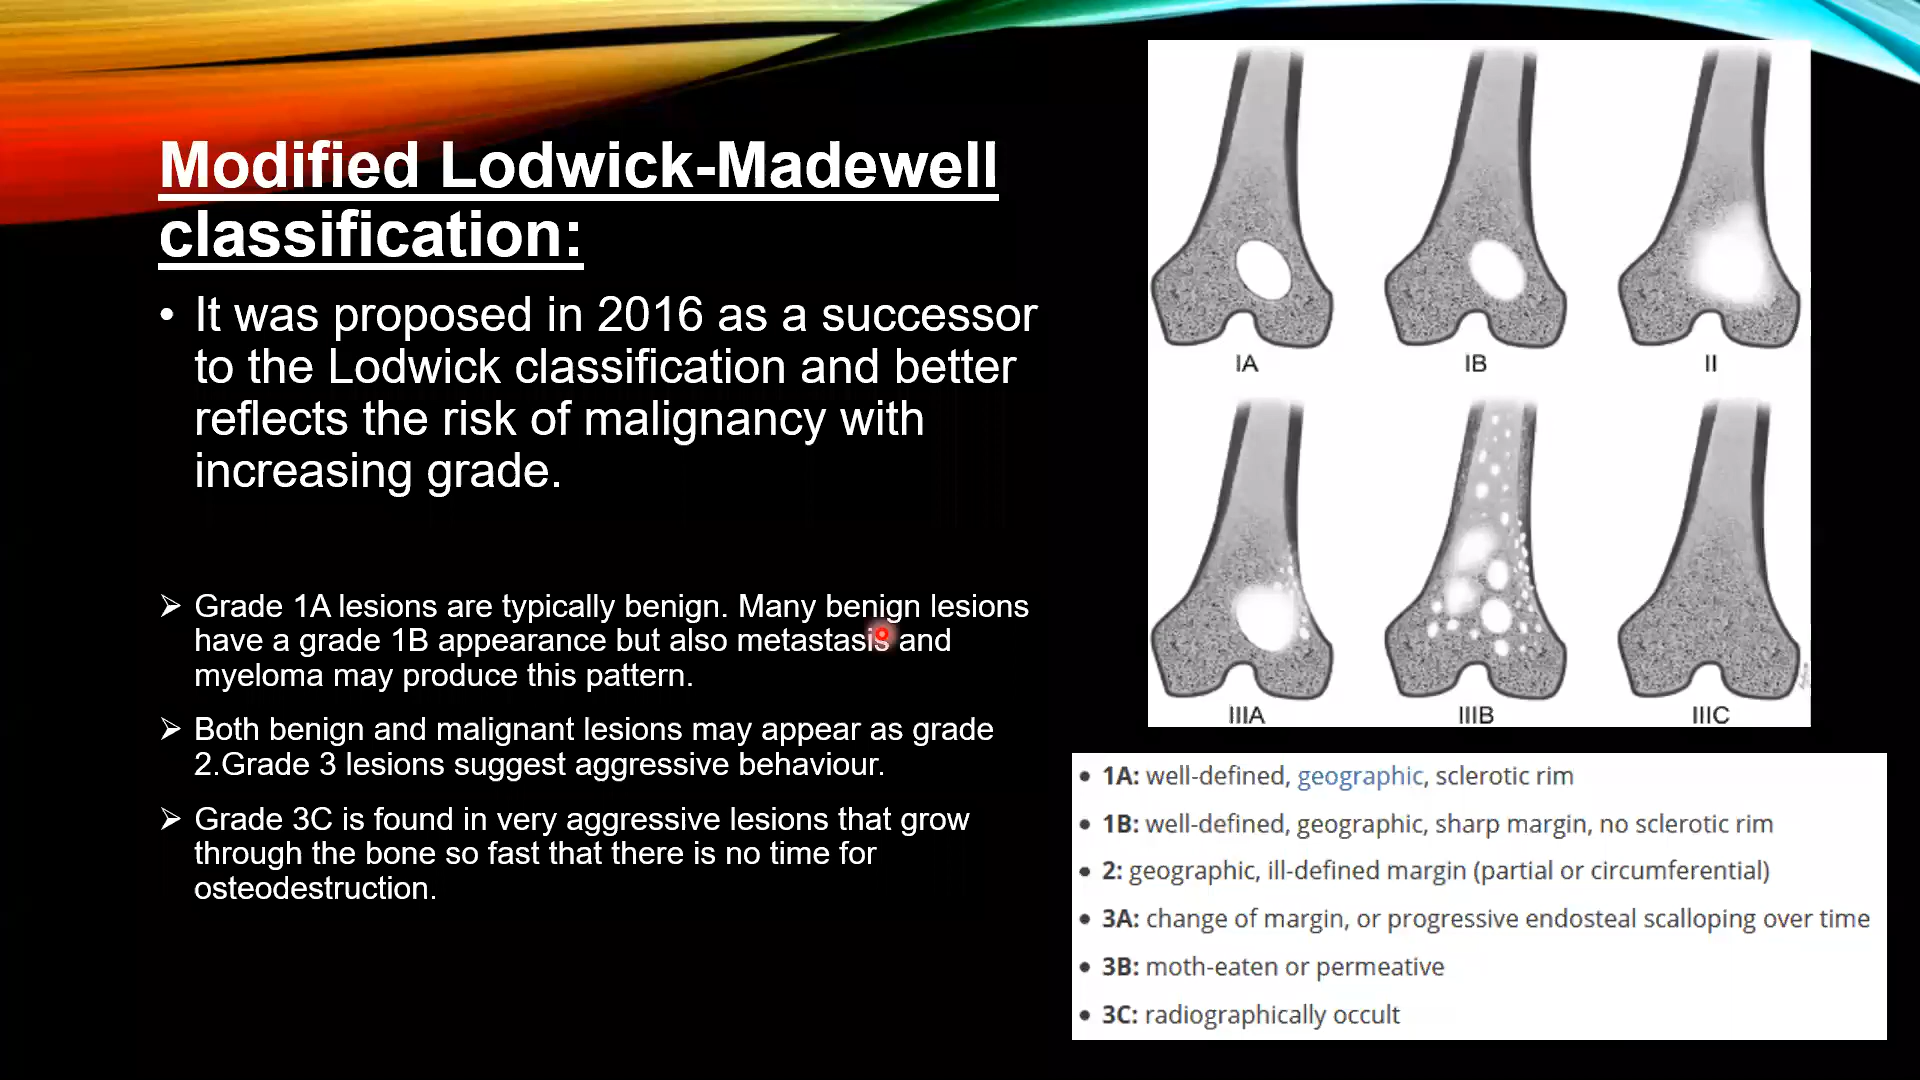 Modified Lodwick-Madewell
classification:
• It was proposed in 2016 as a successor
to the Lodwick classification and better
reflects the risk of malignancy with
increasing grade.
➢ Grade 1A lesions are typically benign. Many benign lesions
have a grade 1B appearance but also metastasis and
myeloma may produce this pattern.
➢ Both benign and malignant lesions may appear as grade
2.Grade 3 lesions suggest aggressive behaviour.
➢ Grade 3C is found in very aggressive lesions that grow
through the bone so fast that there is no time for
osteodestruction.
IA IB II
IIIA IIIB IIIC
• 1A: well-defined, geographic, sclerotic rim
• 1B: well-defined, geographic, sharp margin, no sclerotic rim
• 2: geographic, ill-defined margin (partial or circumferential)
• 3A: change of margin, or progressive endosteal scalloping over time
• 3B: moth-eaten or permeative
• 3C: radiographically occult